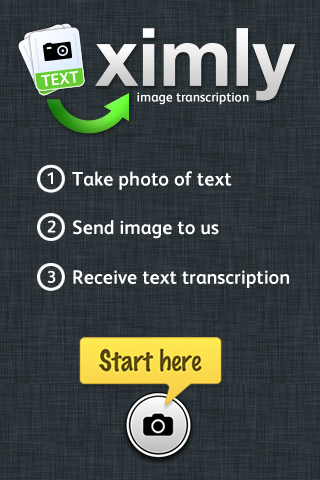 TEXT
ximly
image transcription
1 Take photo of text
2 Send image to us
3 Receive text transcription
Start here